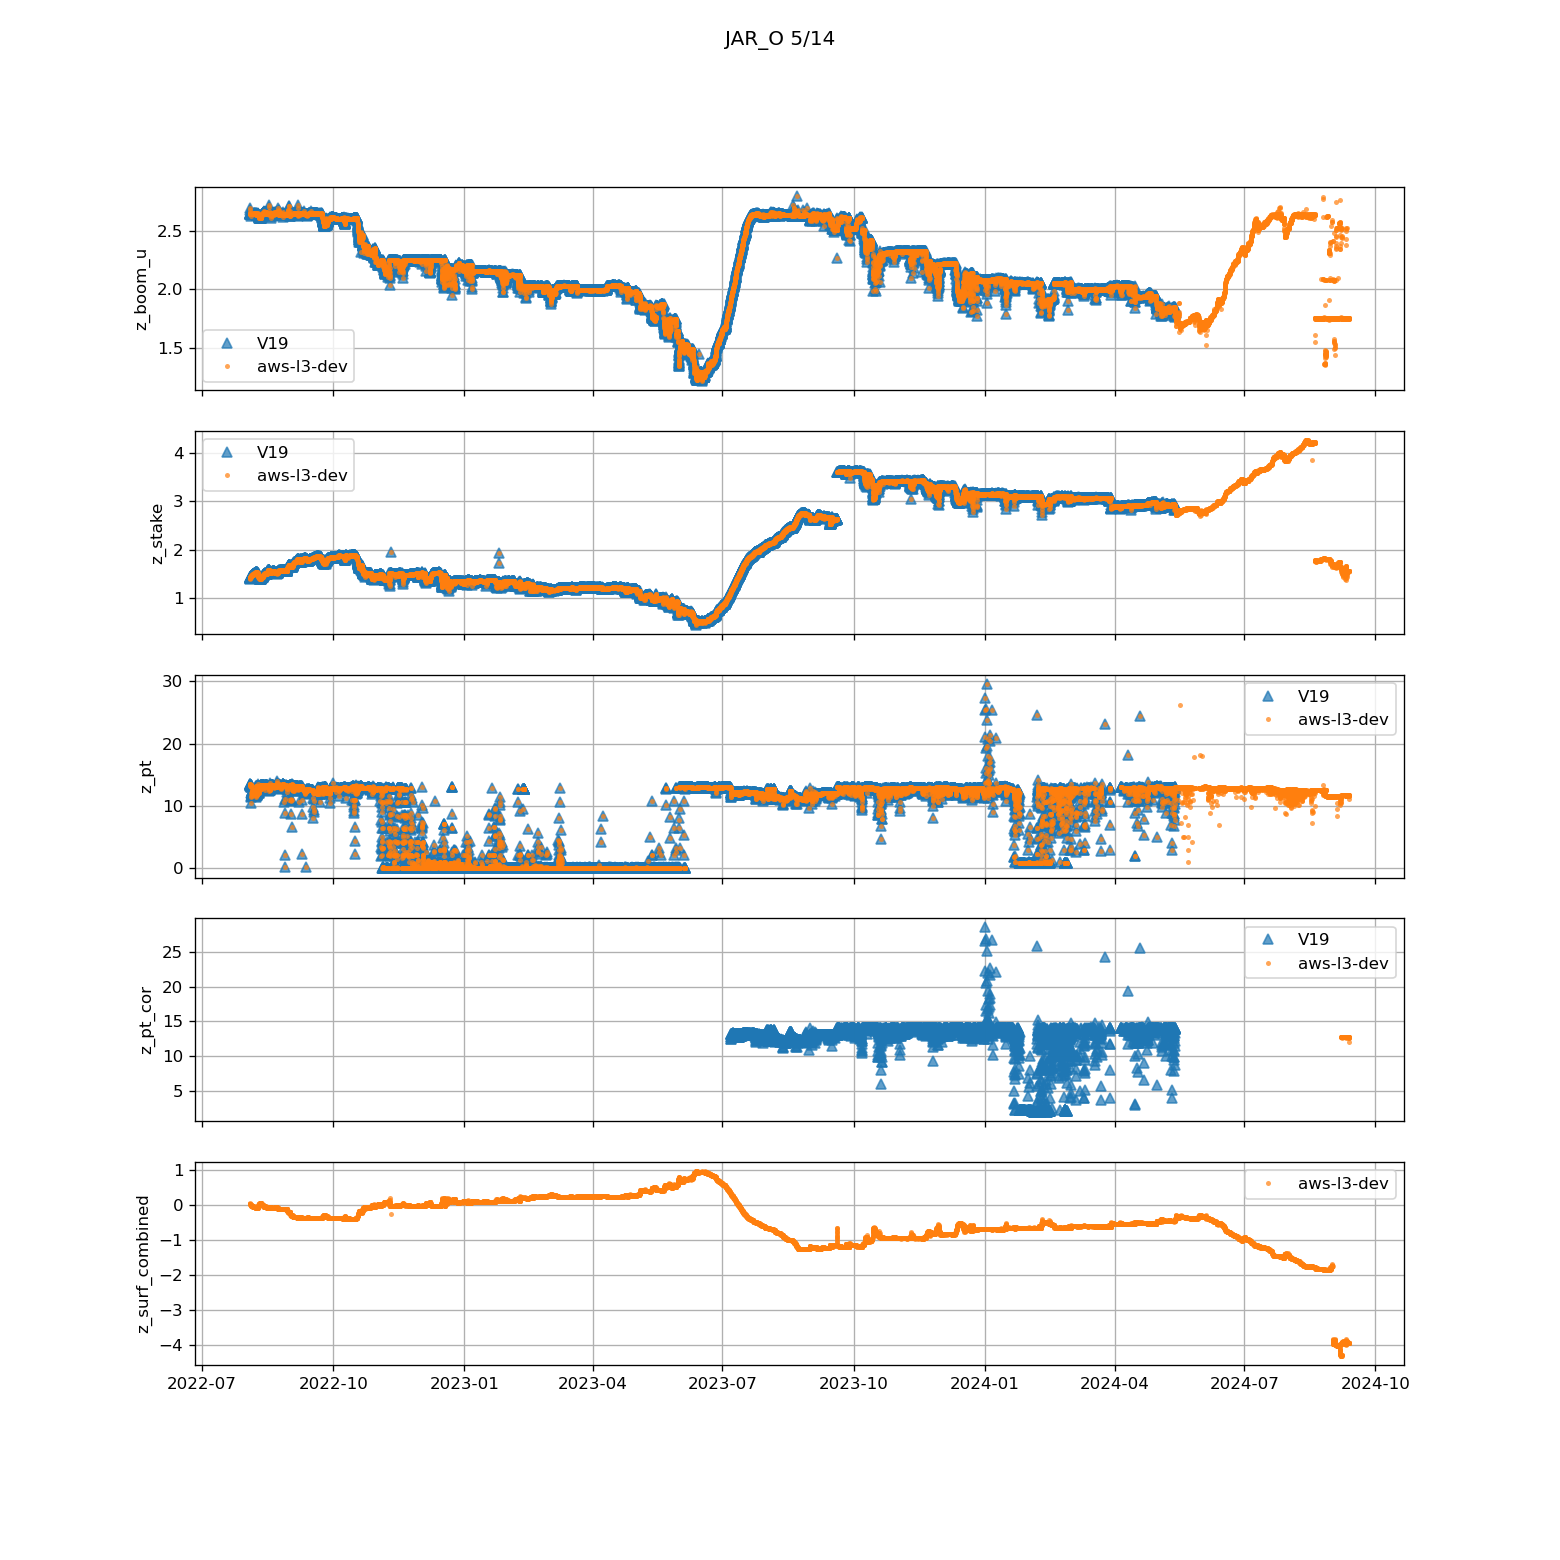 JAR_O 5/14
z_boom_u
2.5
2.0
1.5
V19
aws-l3-dev
z_stake
4
3
2
1
V19
aws-l3-dev
z_pt
30
20
10
0
V19
aws-l3-dev
z_pt_cor
25
20
15
10
5
V19
aws-l3-dev
z_surf_combined
1
0
−1
−2
−3
−4
aws-l3-dev
2022-07 2022-10 2023-01 2023-04 2023-07 2023-10 2024-01 2024-04 2024-07 2024-10